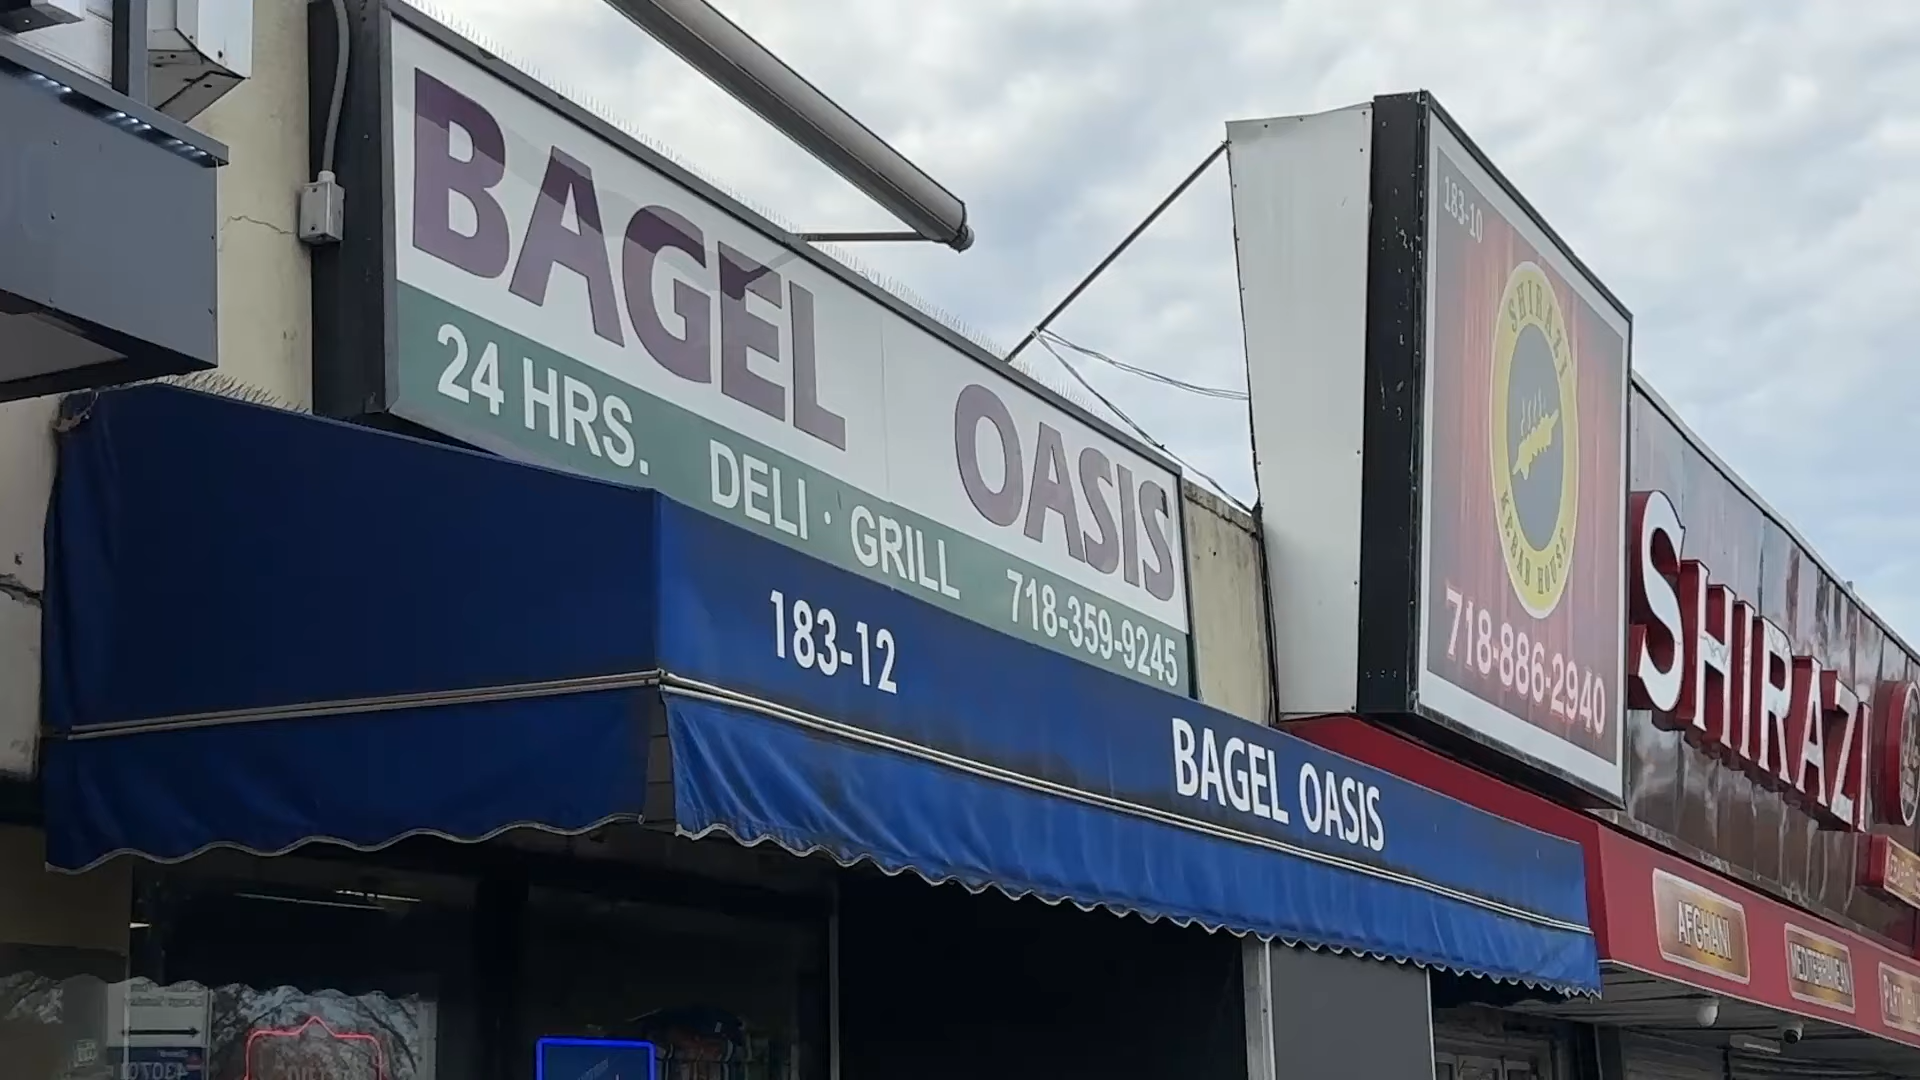 BAGEL OASIS
24 HRS. DELI · GRILL 718-359-9245
183-12
BAGEL OASIS
183-10
SHIRAZI
KEBAB HOUSE
718-886-2940
SHIRAZI
AFGHANI
MEDITERRANEAN